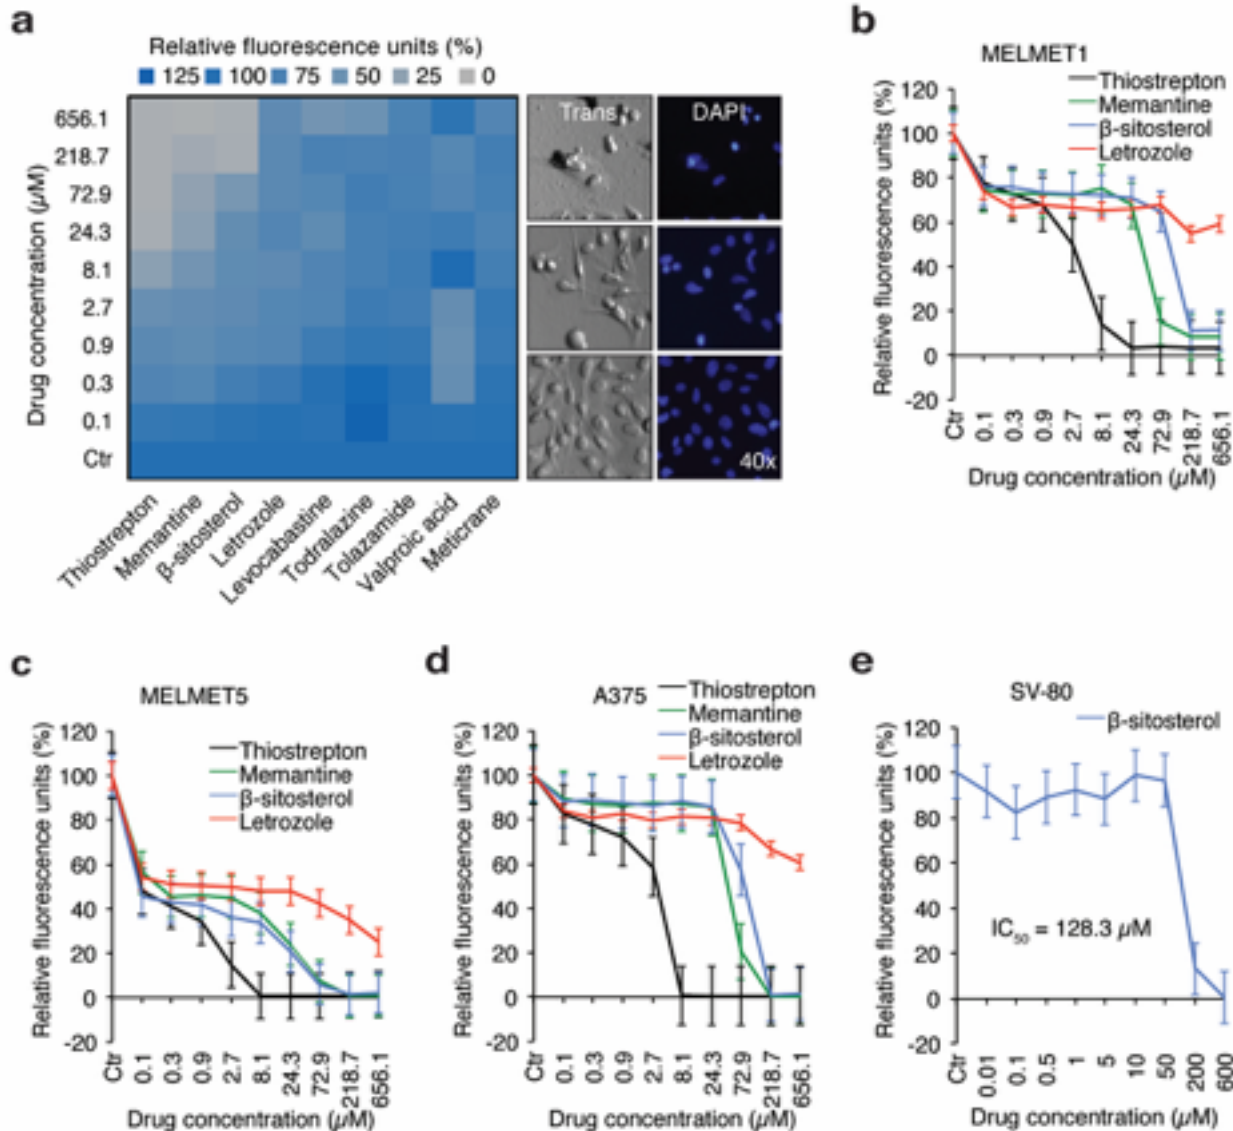 a
Relative fluorescence units (%)
125 100 75 50 25 0
Drug concentration (µM)
656.1
218.7
72.9
24.3
8.1
2.7
0.9
0.3
0.1
Ctr
Thiostrepton
Memantine
β-sitosterol
Letrozole
Levocabastine
Todralazine
Tolazamide
Valproic acid
Meticrane
Trans
DAPI
40x
b
MELMET1
Thiostrepton
Memantine
β-sitosterol
Letrozole
Relative fluorescence units (%)
120
100
80
60
40
20
0
-20
Ctr
0.1
0.3
0.9
2.7
8.1
24.3
72.9
218.7
656.1
Drug concentration (µM)
c
MELMET5
Thiostrepton
Memantine
β-sitosterol
Letrozole
Relative fluorescence units (%)
120
100
80
60
40
20
0
-20
Ctr
0.1
0.3
0.9
2.7
8.1
24.3
72.9
218.7
656.1
Drug concentration (µM)
d
A375
Thiostrepton
Memantine
β-sitosterol
Letrozole
Relative fluorescence units (%)
120
100
80
60
40
20
0
-20
Ctr
0.1
0.3
0.9
2.7
8.1
24.3
72.9
218.7
656.1
Drug concentration (µM)
e
SV-80
β-sitosterol
Relative fluorescence units (%)
120
100
80
60
40
20
0
-20
IC₅₀ = 128.3 µM
Ctr
0.01
0.1
0.5
1
5
10
50
200
600
Drug concentration (µM)